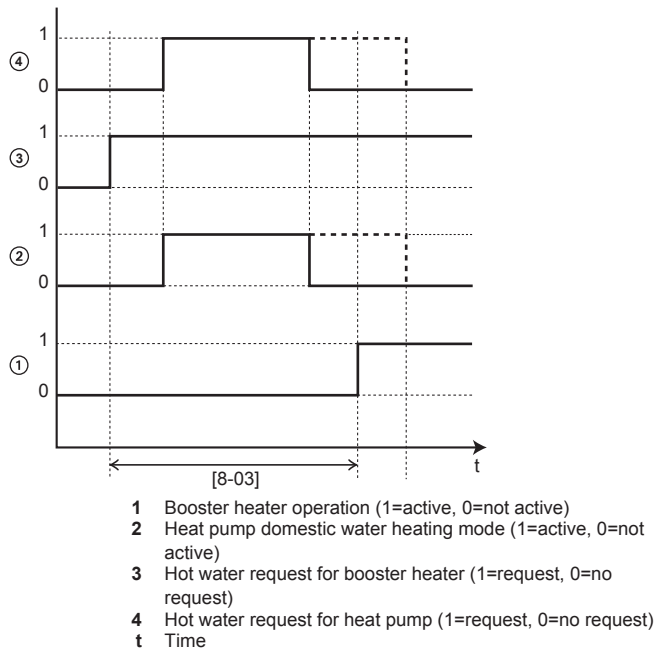 1
④
0
1
③
0
1
②
0
1
①
0
t
[8-03]
1 Booster heater operation (1=active, 0=not active)
2 Heat pump domestic water heating mode (1=active, 0=not
active)
3 Hot water request for booster heater (1=request, 0=no
request)
4 Hot water request for heat pump (1=request, 0=no request)
t Time